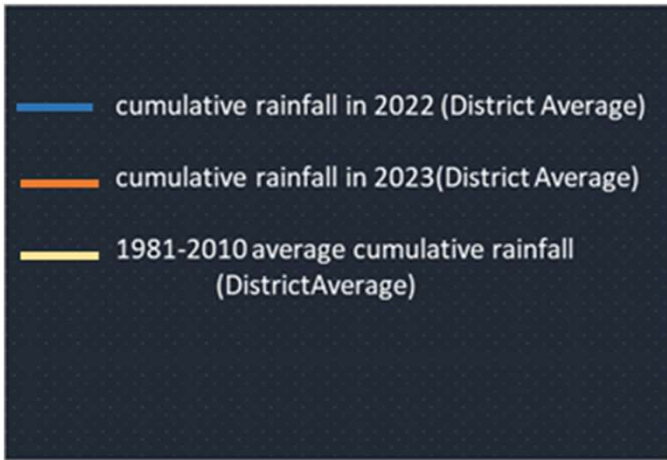 cumulative rainfall in 2022 (District Average)
cumulative rainfall in 2023(District Average)
1981-2010 average cumulative rainfall
(DistrictAverage)